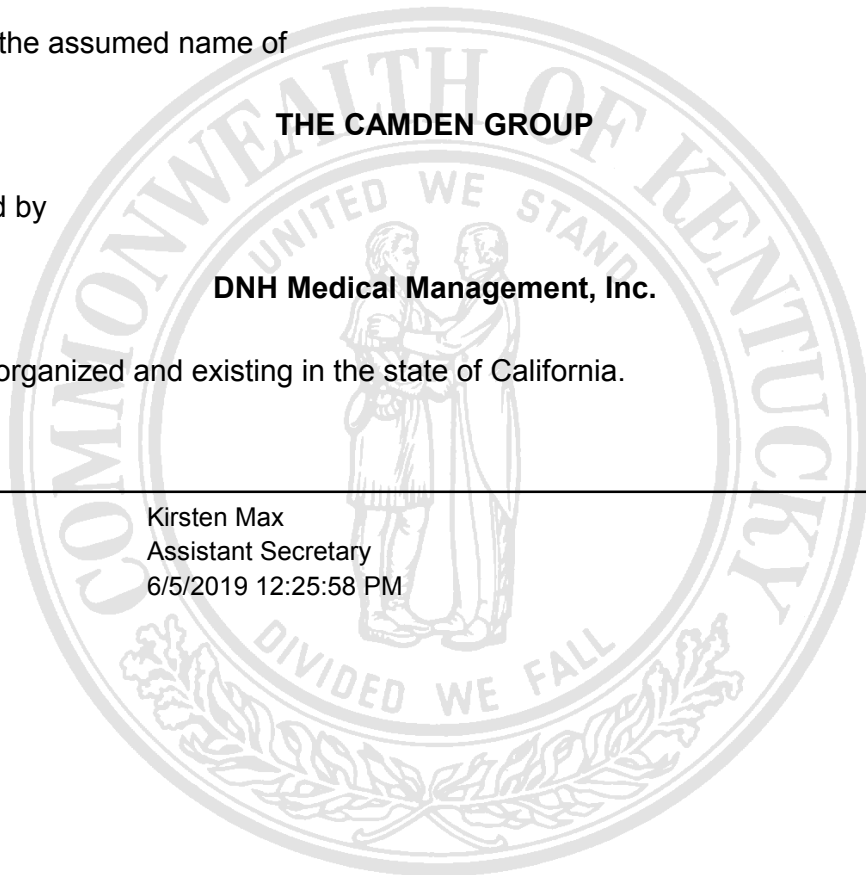 the assumed name of
THE CAMDEN GROUP
d by
DNH Medical Management, Inc.
organized and existing in the state of California.
Kirsten Max
Assistant Secretary
6/5/2019 12:25:58 PM
COMMONWEALTH OF KENTUCKY
UNITED WE STAND
DIVIDED WE FALL